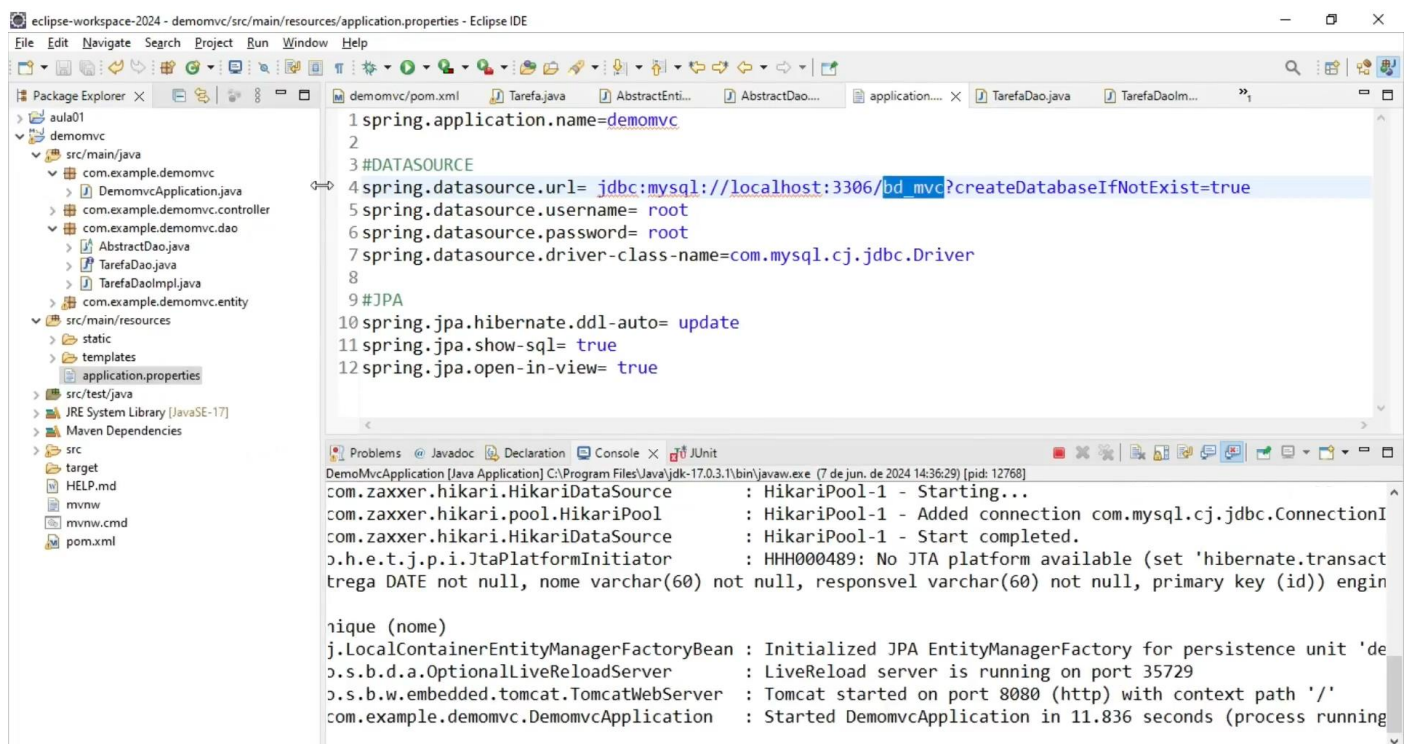 eclipse-workspace-2024 - demomvc/src/main/resources/application.properties - Eclipse IDE
File Edit Navigate Search Project Run Window Help
Package Explorer
demomvc/pom.xml Tarefa.java AbstractEnti... AbstractDao.... application.... TarefaDao.java TarefaDaoIm... »1
aula01
demomvc
src/main/java
com.example.demomvc
DemomvcApplication.java
com.example.demomvc.controller
com.example.demomvc.dao
AbstractDao.java
TarefaDao.java
TarefaDaoImpl.java
com.example.demomvc.entity
src/main/resources
static
templates
application.properties
src/test/java
JRE System Library [JavaSE-17]
Maven Dependencies
src
target
HELP.md
mvnw
mvnw.cmd
pom.xml
1 spring.application.name=demomvc
2
3 #DATASOURCE
4 spring.datasource.url= jdbc:mysql://localhost:3306/bd_mvc?createDatabaseIfNotExist=true
5 spring.datasource.username= root
6 spring.datasource.password= root
7 spring.datasource.driver-class-name=com.mysql.cj.jdbc.Driver
8
9 #JPA
10 spring.jpa.hibernate.ddl-auto= update
11 spring.jpa.show-sql= true
12 spring.jpa.open-in-view= true
Problems Javadoc Declaration Console JUnit
DemoMvcApplication [Java Application] C:\Program Files\Java\jdk-17.0.3.1\bin\javaw.exe (7 de jun. de 2024 14:36:29) [pid: 12768]
com.zaxxer.hikari.HikariDataSource : HikariPool-1 - Starting...
com.zaxxer.hikari.pool.HikariPool : HikariPool-1 - Added connection com.mysql.cj.jdbc.ConnectionI
com.zaxxer.hikari.HikariDataSource : HikariPool-1 - Start completed.
o.h.e.t.j.p.i.JtaPlatformInitiator : HHH000489: No JTA platform available (set 'hibernate.transact
trega DATE not null, nome varchar(60) not null, responsvel varchar(60) not null, primary key (id)) engin
nique (nome)
j.LocalContainerEntityManagerFactoryBean : Initialized JPA EntityManagerFactory for persistence unit 'de
o.s.b.d.a.OptionalLiveReloadServer : LiveReload server is running on port 35729
o.s.b.w.embedded.tomcat.TomcatWebServer : Tomcat started on port 8080 (http) with context path '/'
com.example.demomvc.DemomvcApplication : Started DemomvcApplication in 11.836 seconds (process running